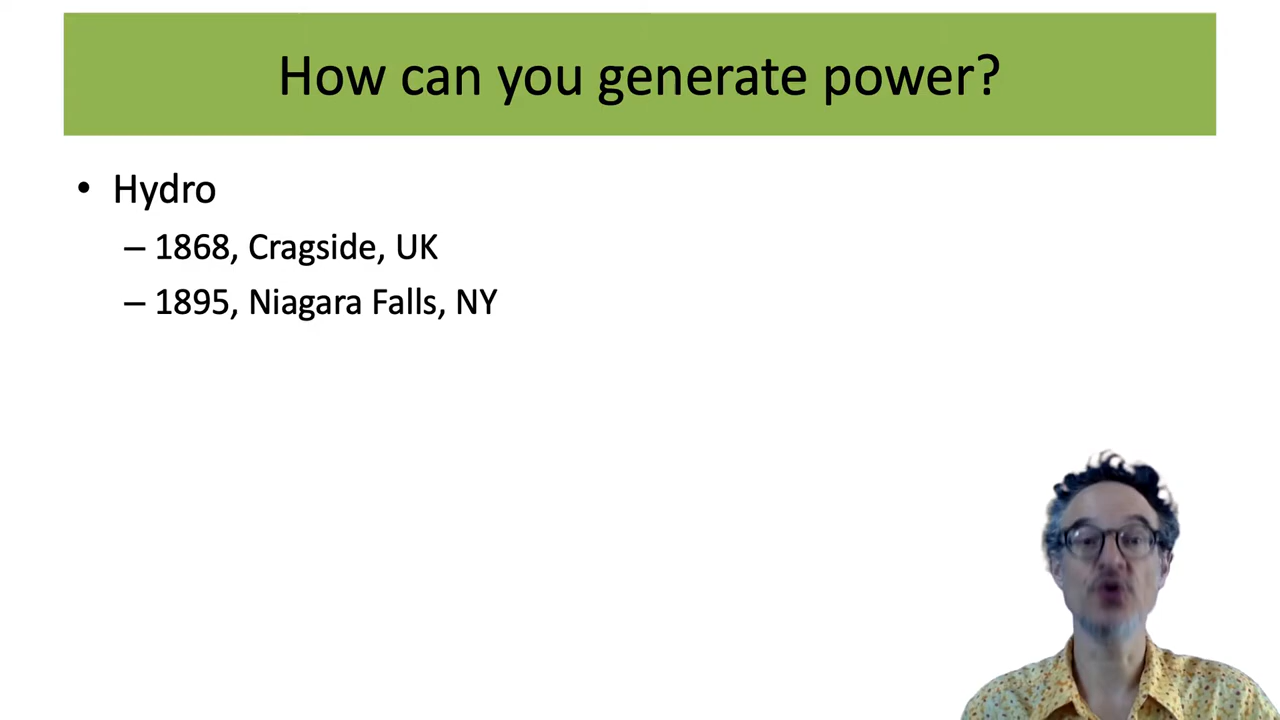 How can you generate power?
• Hydro
– 1868, Cragside, UK
– 1895, Niagara Falls, NY